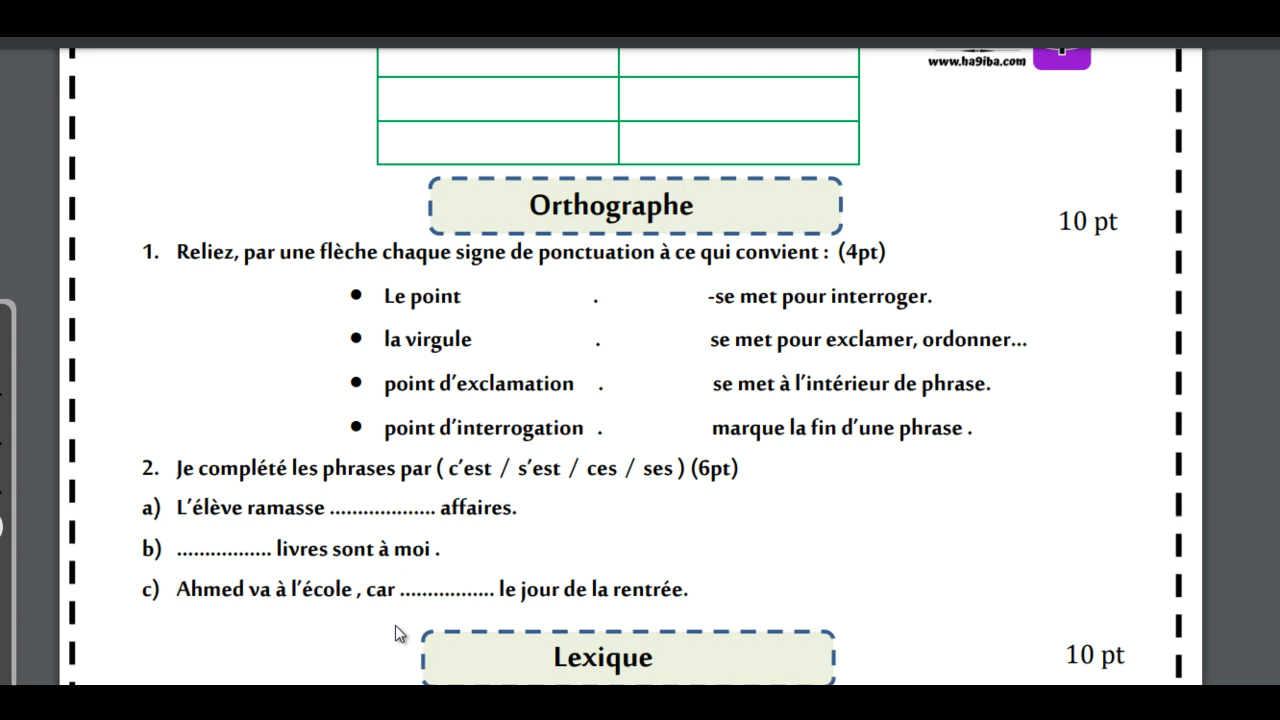 www.ha9iba.com
Orthographe
10 pt
1. Reliez, par une flèche chaque signe de ponctuation à ce qui convient : (4pt)
● Le point . -se met pour interroger.
● la virgule . se met pour exclamer, ordonner...
● point d'exclamation . se met à l'intérieur de phrase.
● point d'interrogation . marque la fin d'une phrase .
2. Je complété les phrases par ( c'est / s'est / ces / ses ) (6pt)
a) L'élève ramasse ................... affaires.
b) ................. livres sont à moi .
c) Ahmed va à l'école , car ................. le jour de la rentrée.
Lexique
10 pt